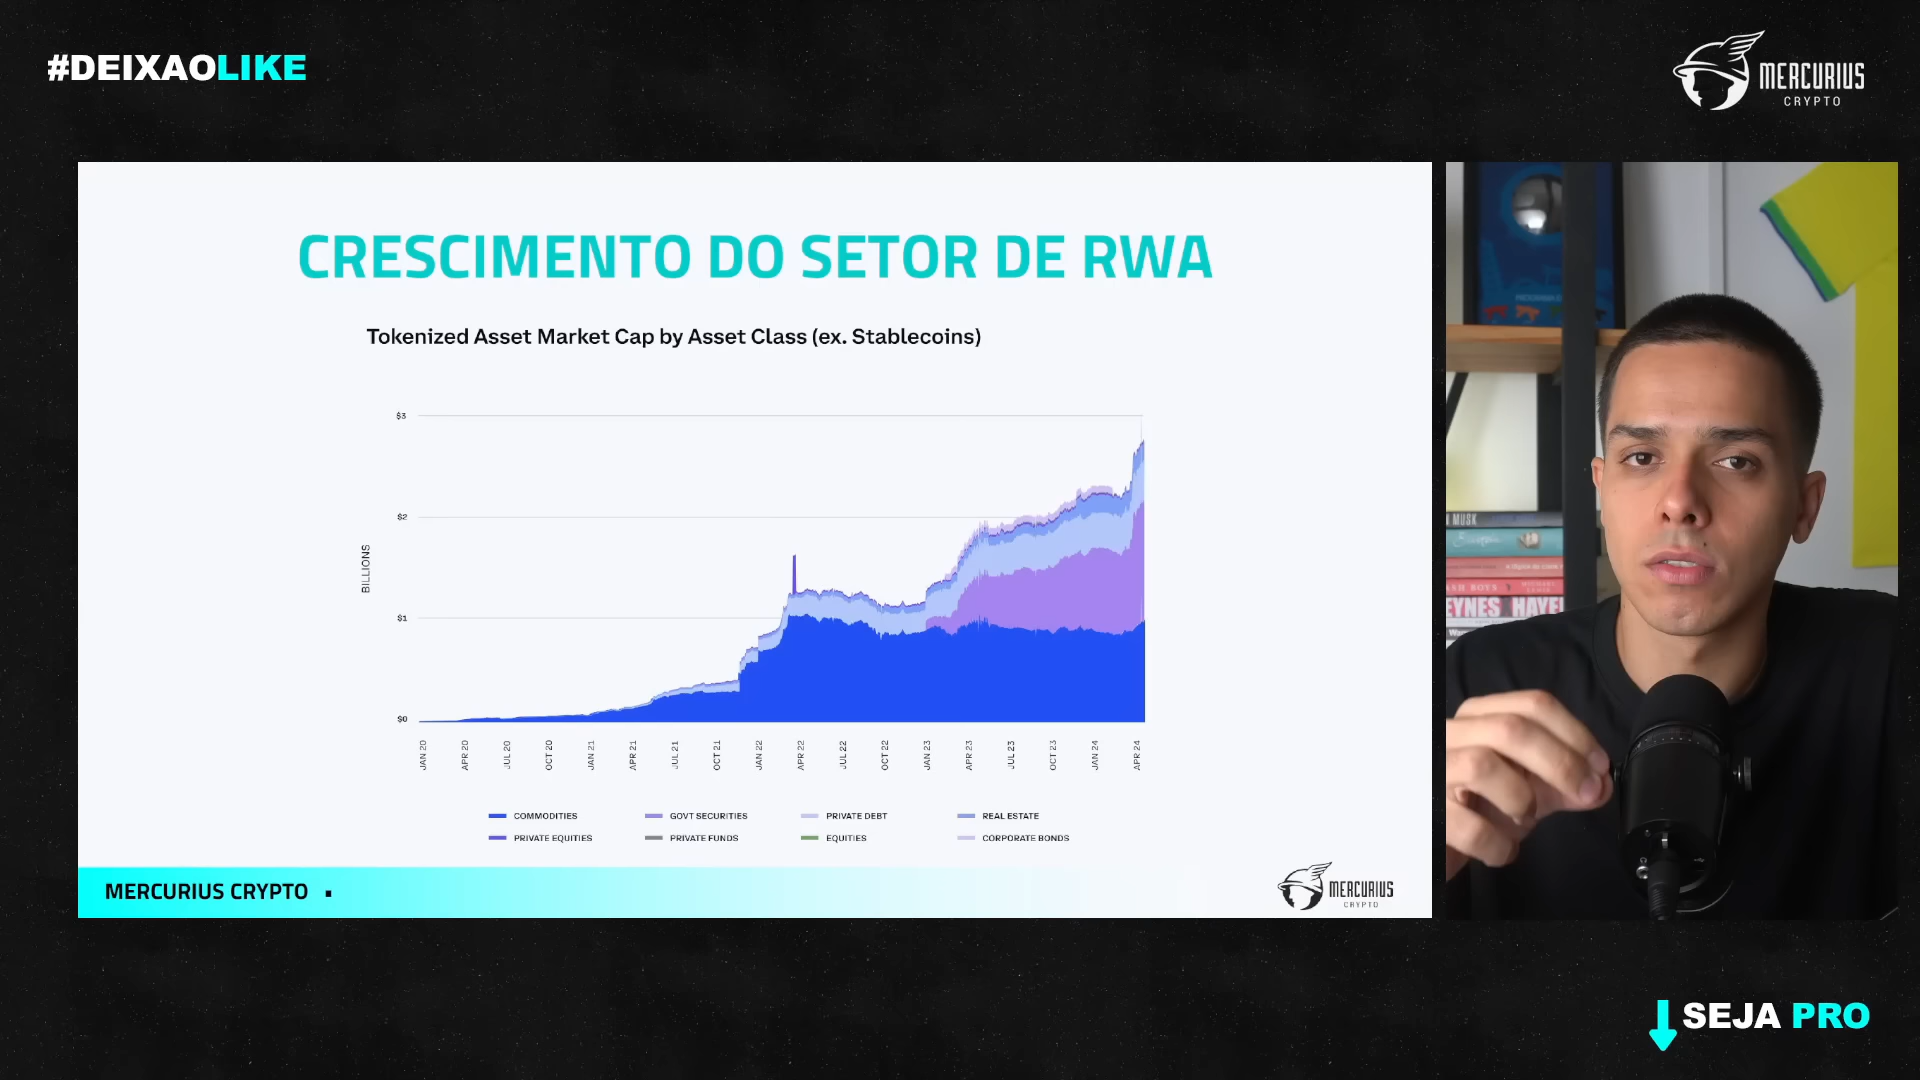 #DEIXAOLIKE
MERCURIUS
CRYPTO
CRESCIMENTO DO SETOR DE RWA
Tokenized Asset Market Cap by Asset Class (ex. Stablecoins)
BILLIONS
$3
$2
$1
$0
JAN 20
APR 20
JUL 20
OCT 20
JAN 21
APR 21
JUL 21
OCT 21
JAN 22
APR 22
JUL 22
OCT 22
JAN 23
APR 23
JUL 23
OCT 23
JAN 24
APR 24
COMMODITIES
GOVT SECURITIES
PRIVATE DEBT
REAL ESTATE
PRIVATE EQUITIES
PRIVATE FUNDS
EQUITIES
CORPORATE BONDS
MERCURIUS CRYPTO
MERCURIUS
CRYPTO
MUSK
BOYS
HAYE
SEJA PRO